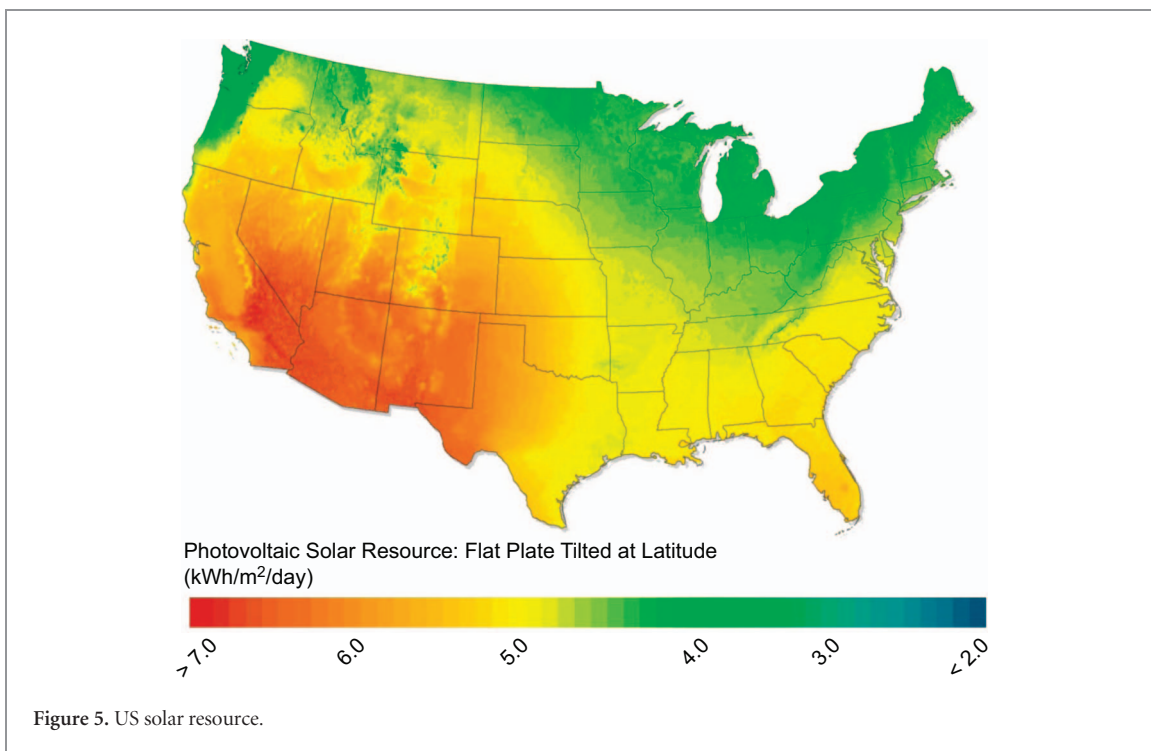 Photovoltaic Solar Resource: Flat Plate Tilted at Latitude
(kWh/m²/day)
> 7.0 6.0 5.0 4.0 3.0 < 2.0
Figure 5. US solar resource.